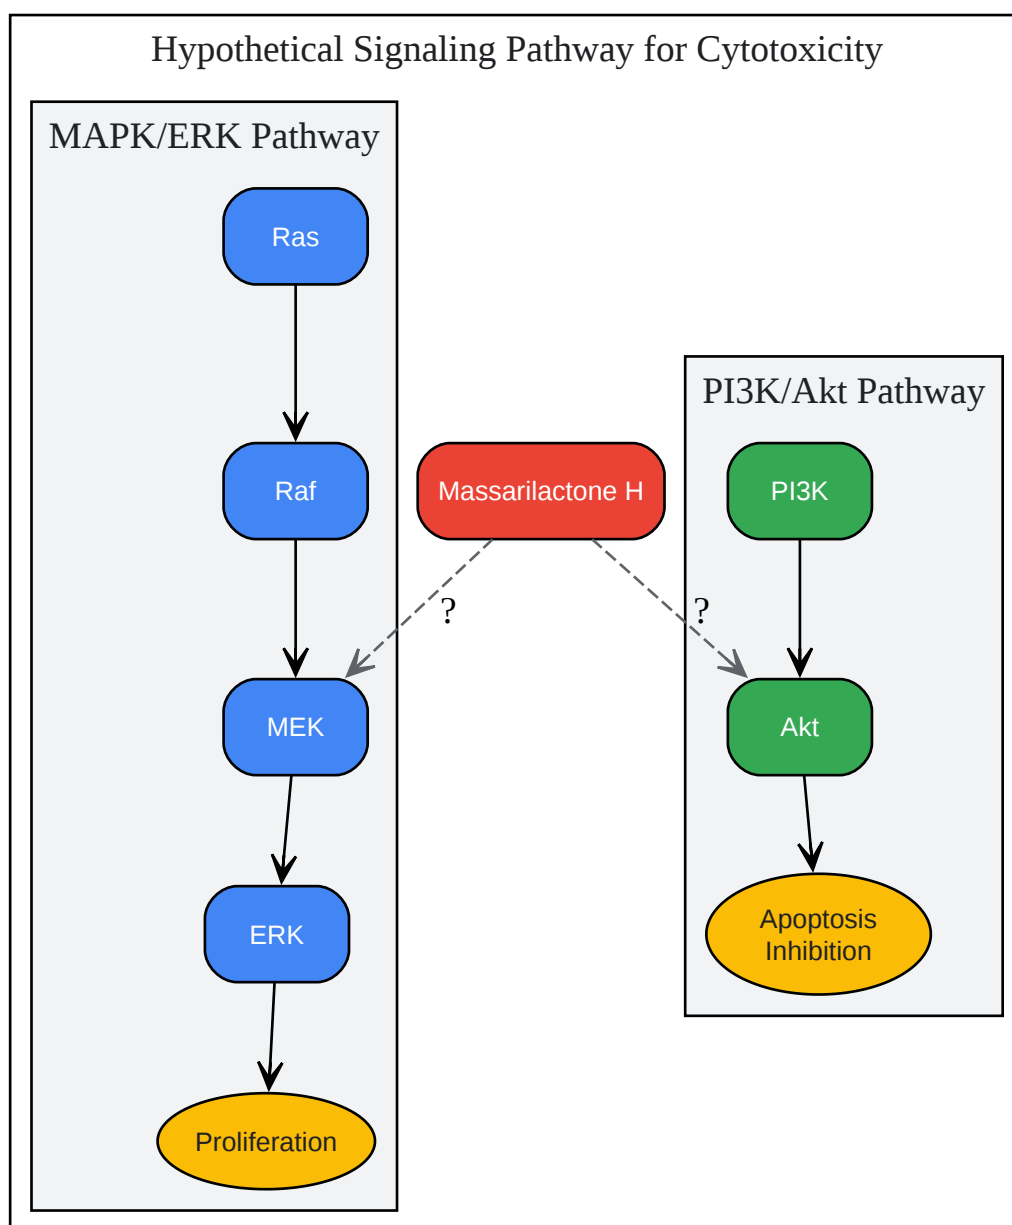 Hypothetical Signaling Pathway for Cytotoxicity
MAPK/ERK Pathway
Ras
Raf
MEK
ERK
Proliferation
Massarilactone H
?
?
PI3K/Akt Pathway
PI3K
Akt
Apoptosis
Inhibition